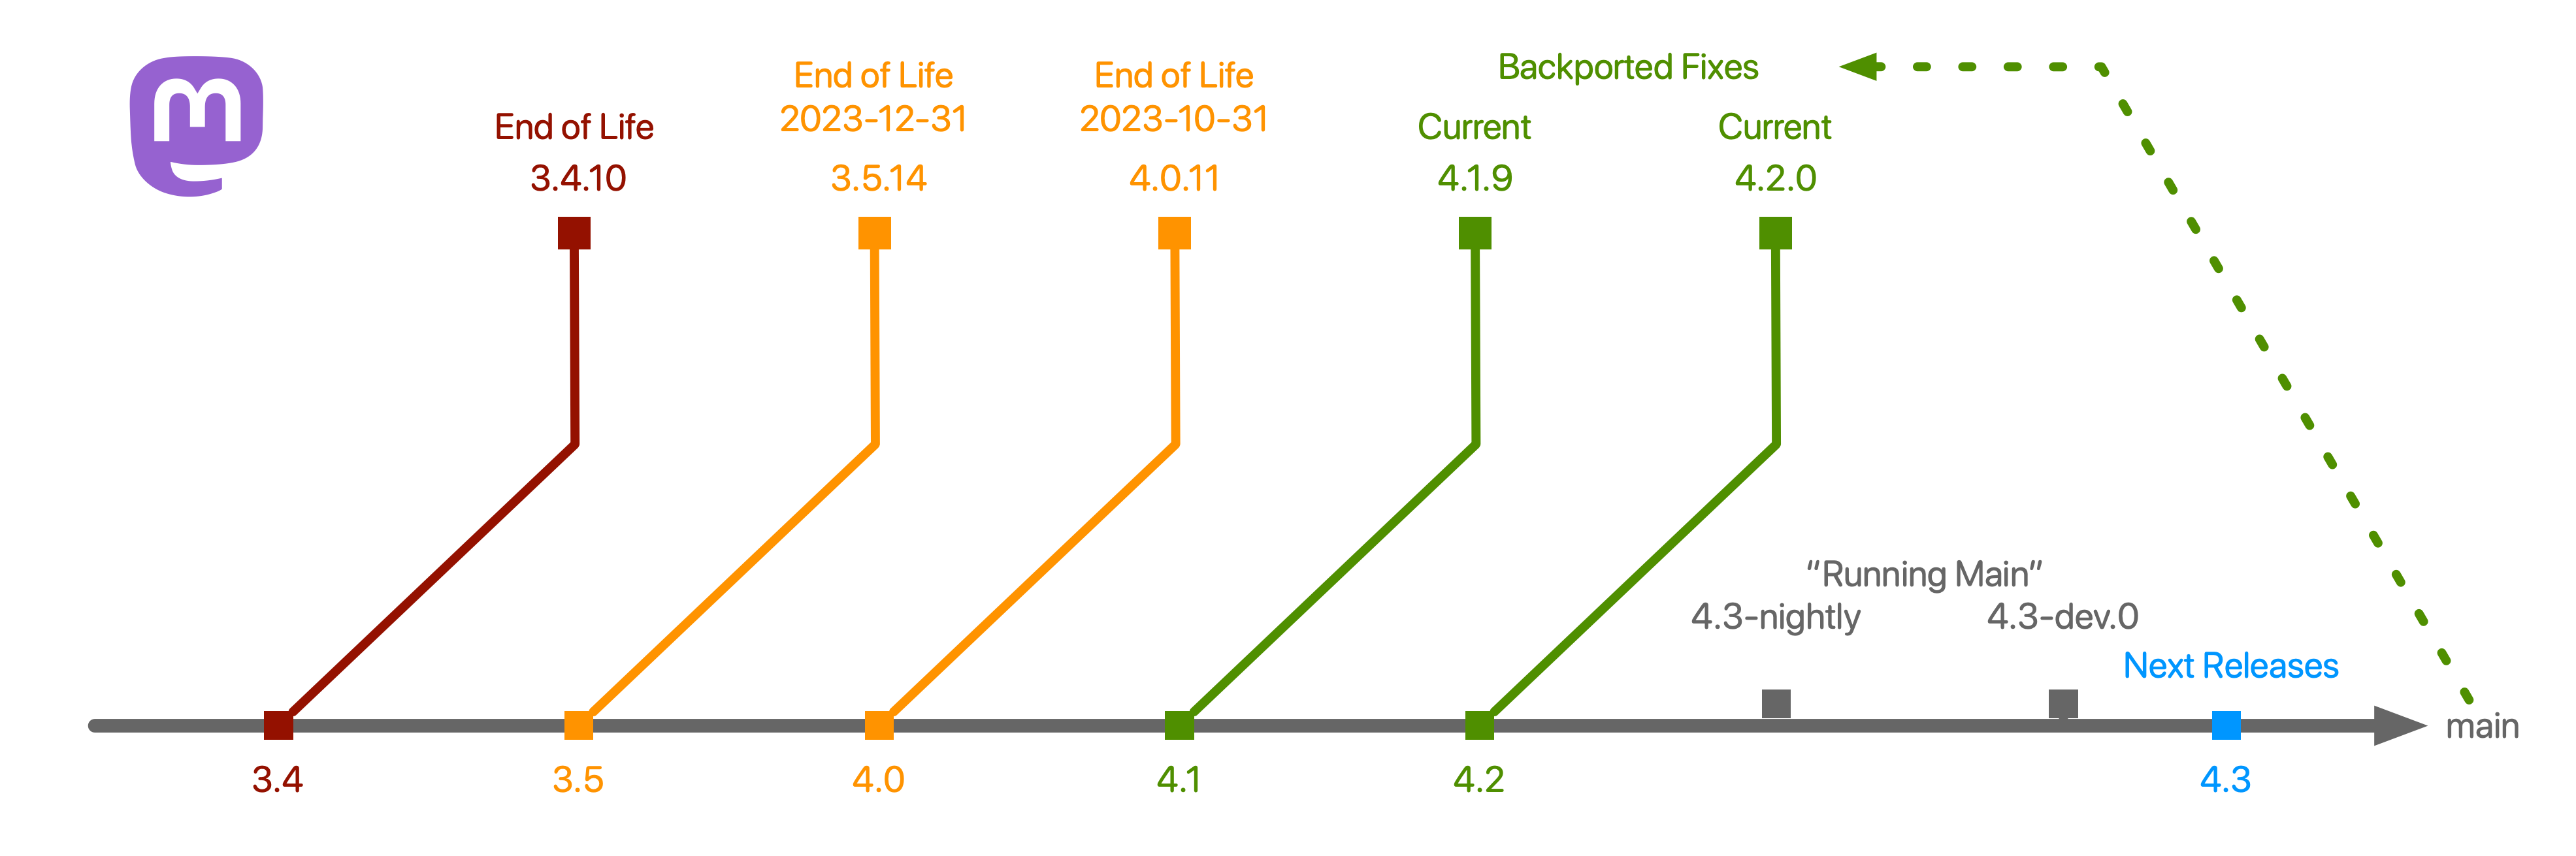 End of Life
3.4.10
End of Life
2023-12-31
3.5.14
End of Life
2023-10-31
4.0.11
Backported Fixes
Current
4.1.9
Current
4.2.0
“Running Main”
4.3-nightly
4.3-dev.0
Next Releases
main
3.4
3.5
4.0
4.1
4.2
4.3